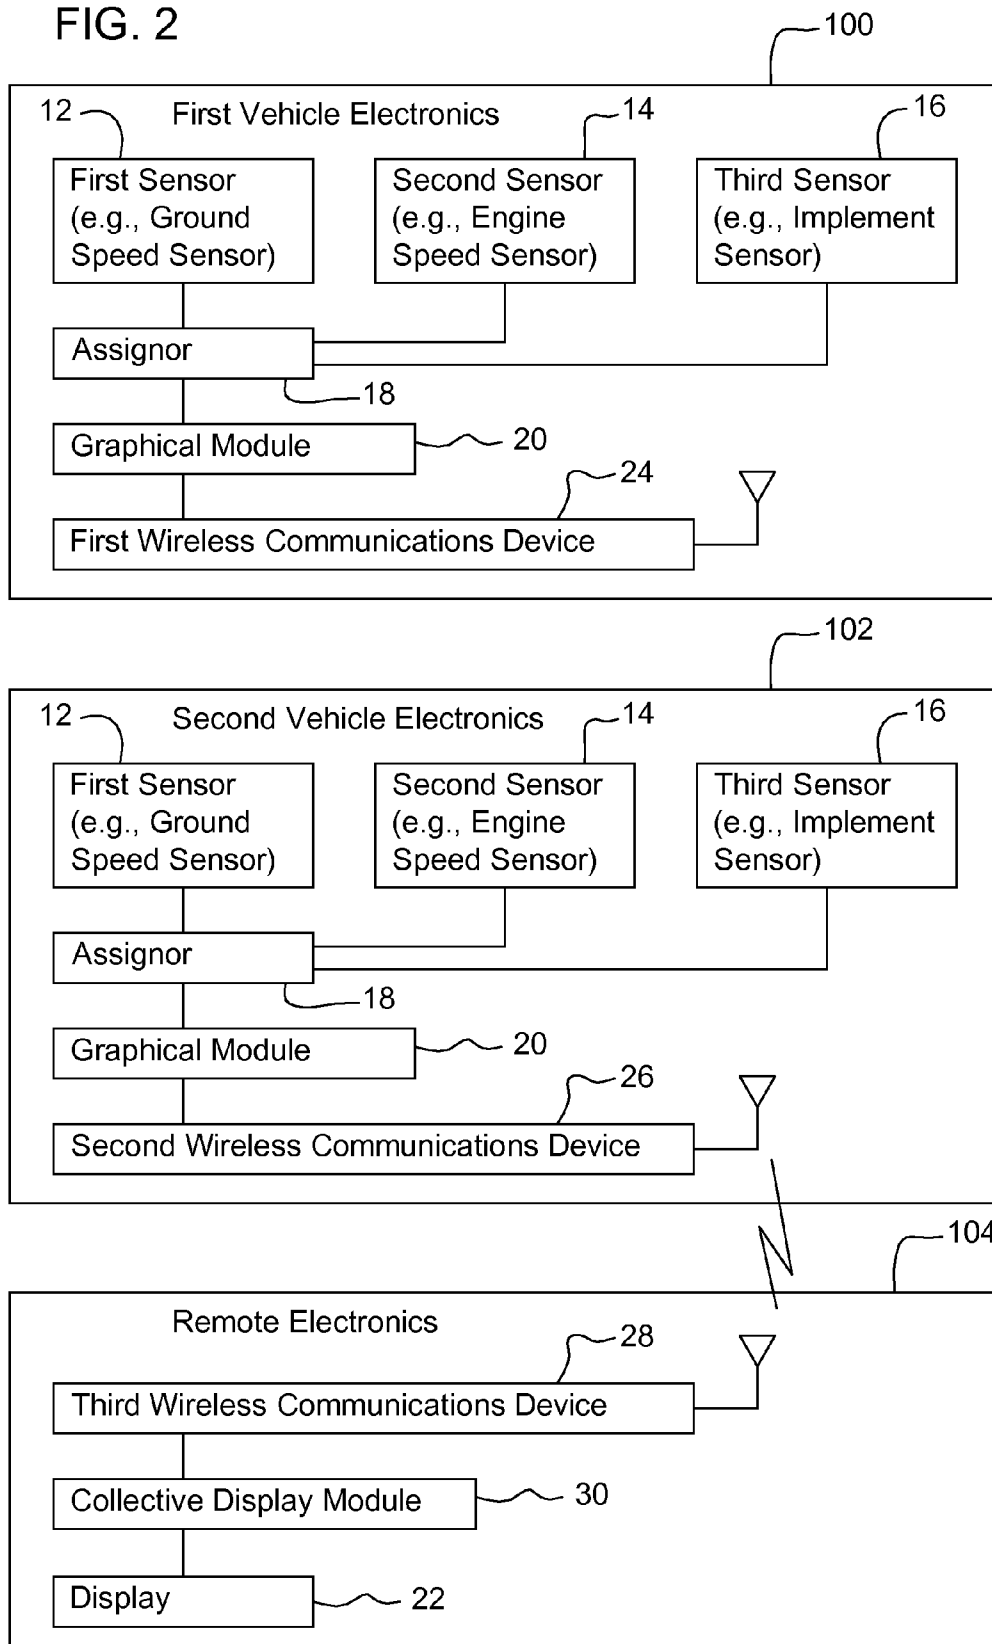 FIG. 2
100
First Vehicle Electronics
12
14
16
First Sensor
(e.g., Ground
Speed Sensor)
Second Sensor
(e.g., Engine
Speed Sensor)
Third Sensor
(e.g., Implement
Sensor)
Assignor
18
Graphical Module
20
24
First Wireless Communications Device
102
Second Vehicle Electronics
12
14
16
First Sensor
(e.g., Ground
Speed Sensor)
Second Sensor
(e.g., Engine
Speed Sensor)
Third Sensor
(e.g., Implement
Sensor)
Assignor
18
Graphical Module
20
26
Second Wireless Communications Device
104
Remote Electronics
28
Third Wireless Communications Device
Collective Display Module
30
Display
22